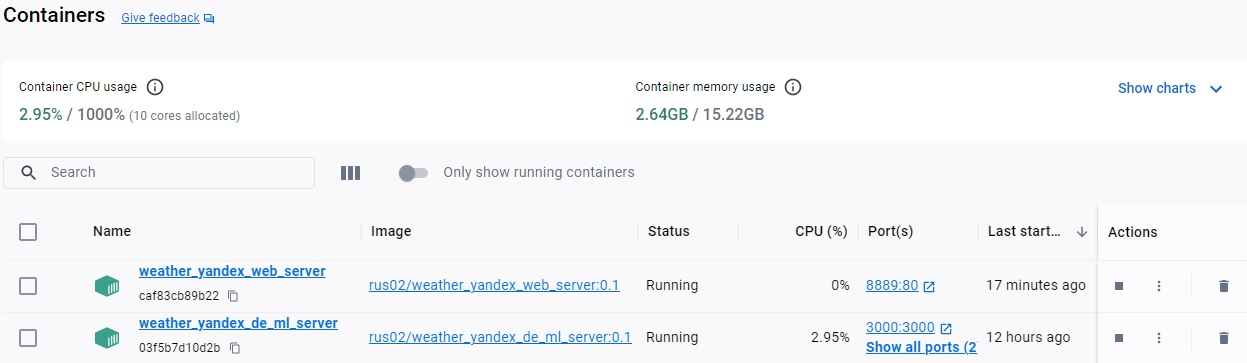 Containers Give feedback
Container CPU usage Container memory usage Show charts
2.95% / 1000% (10 cores allocated) 2.64GB / 15.22GB
Search Only show running containers
Name Image Status CPU (%) Port(s) Last start... Actions
weather_yandex_web_server
caf83cb89b22 rus02/weather_yandex_web_server:0.1 Running 0% 8889:80 17 minutes ago
weather_yandex_de_ml_server
03f5b7d10d2b rus02/weather_yandex_de_ml_server:0.1 Running 2.95% 3000:3000 12 hours ago
Show all ports (2